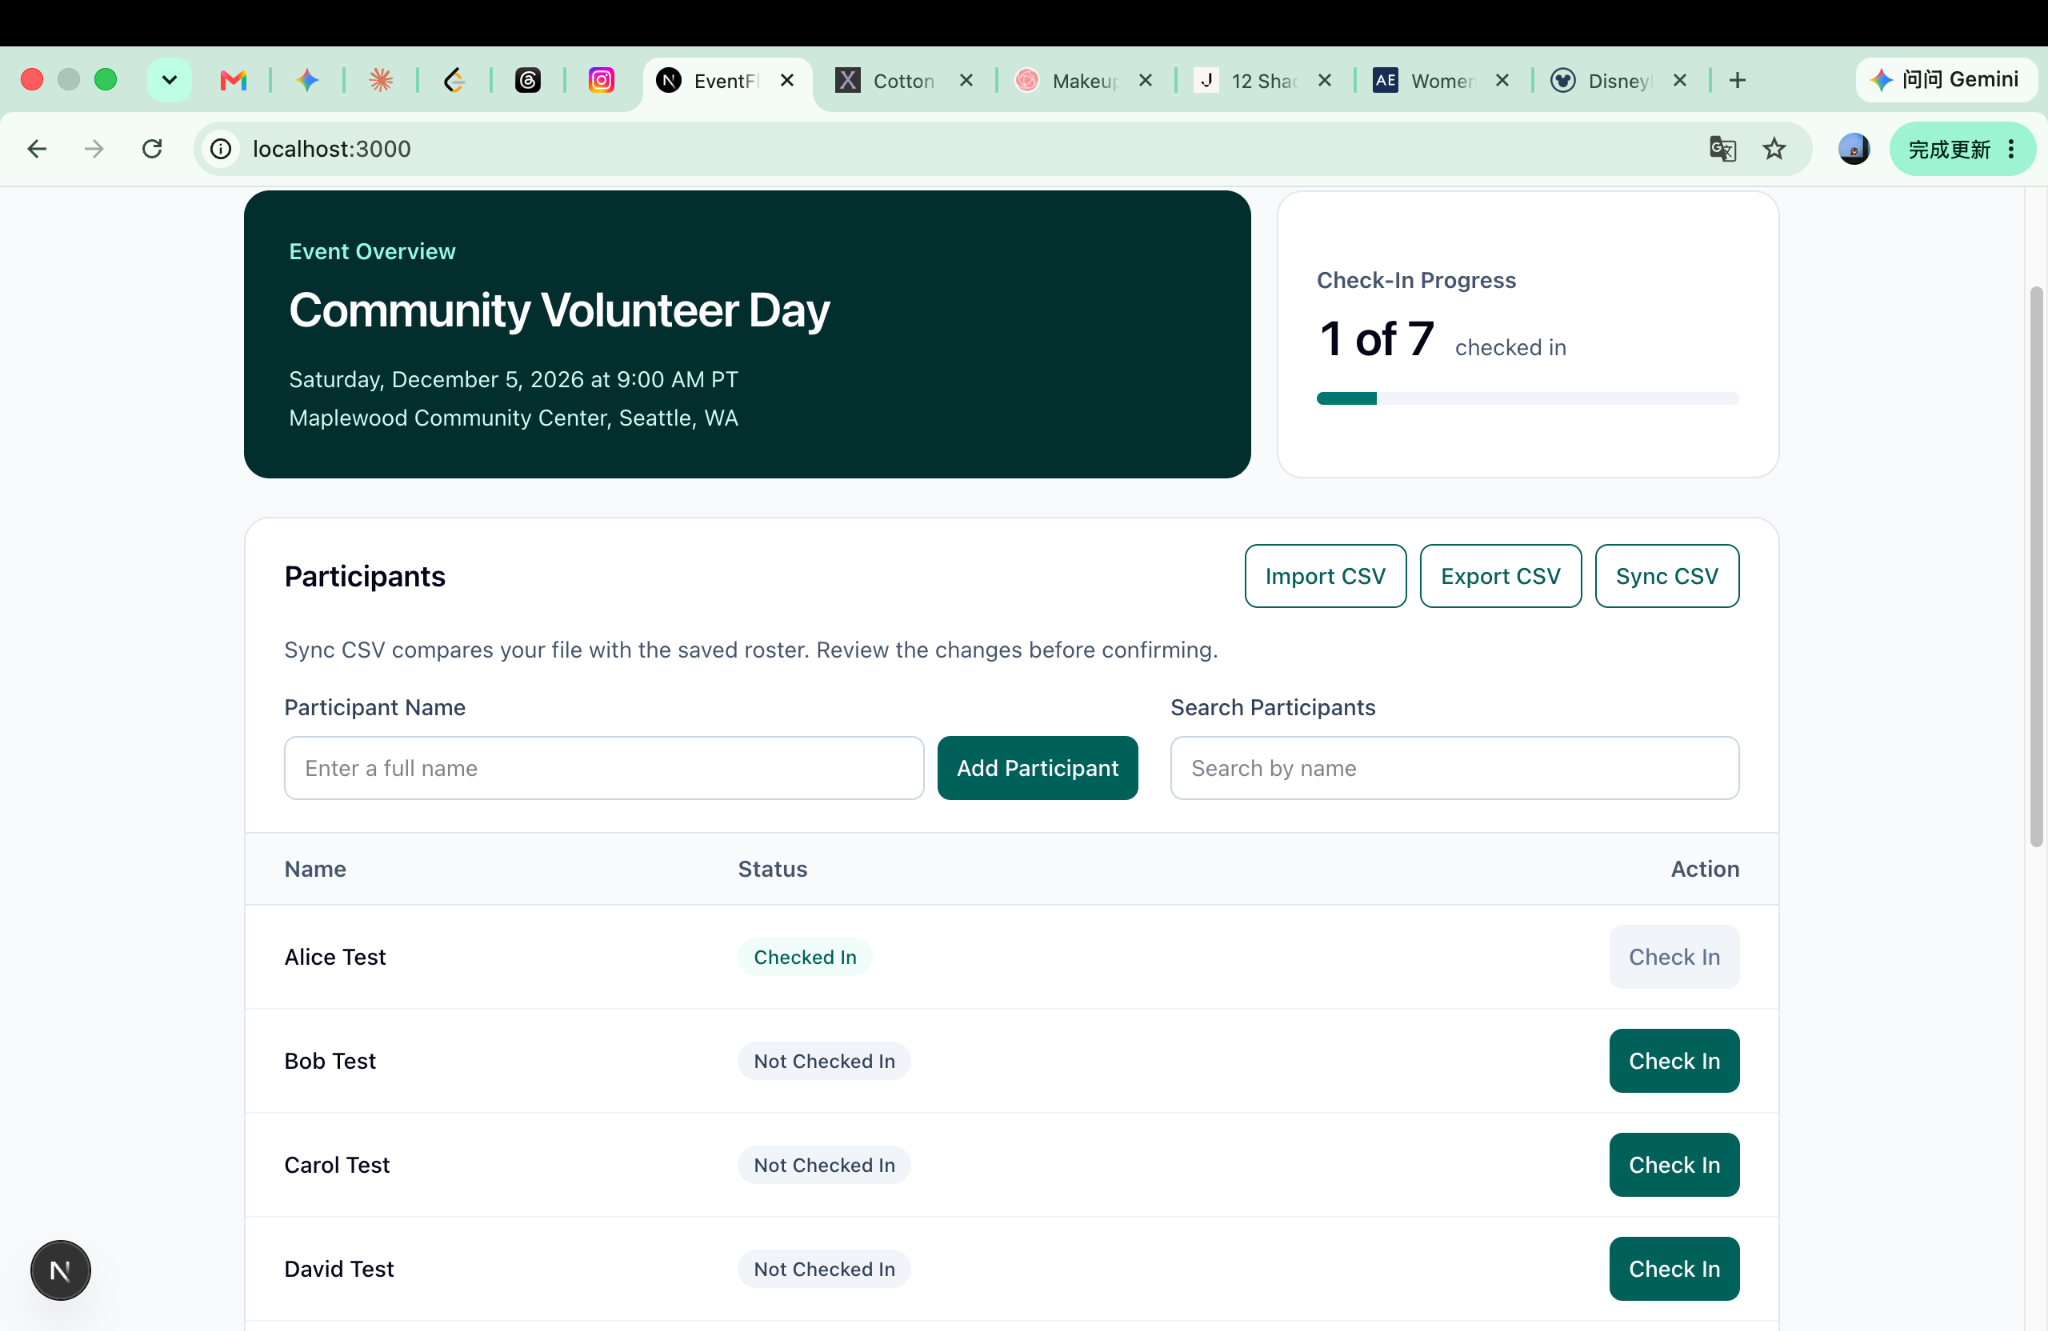 EventFl
Cotton
Makeup
12 Sha
Women
Disney
问问 Gemini
localhost:3000
完成更新
Event Overview
Community Volunteer Day
Saturday, December 5, 2026 at 9:00 AM PT
Maplewood Community Center, Seattle, WA
Check-In Progress
1 of 7 checked in
Participants
Import CSV
Export CSV
Sync CSV
Sync CSV compares your file with the saved roster. Review the changes before confirming.
Participant Name
Search Participants
Enter a full name
Add Participant
Search by name
Name Status Action
Alice Test Checked In Check In
Bob Test Not Checked In Check In
Carol Test Not Checked In Check In
David Test Not Checked In Check In